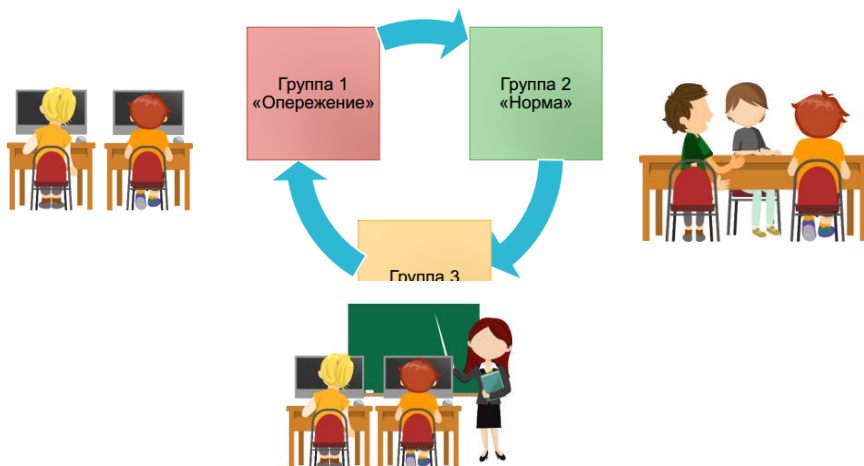 Группа 1
«Опережение»
Группа 2
«Норма»
Группа 3